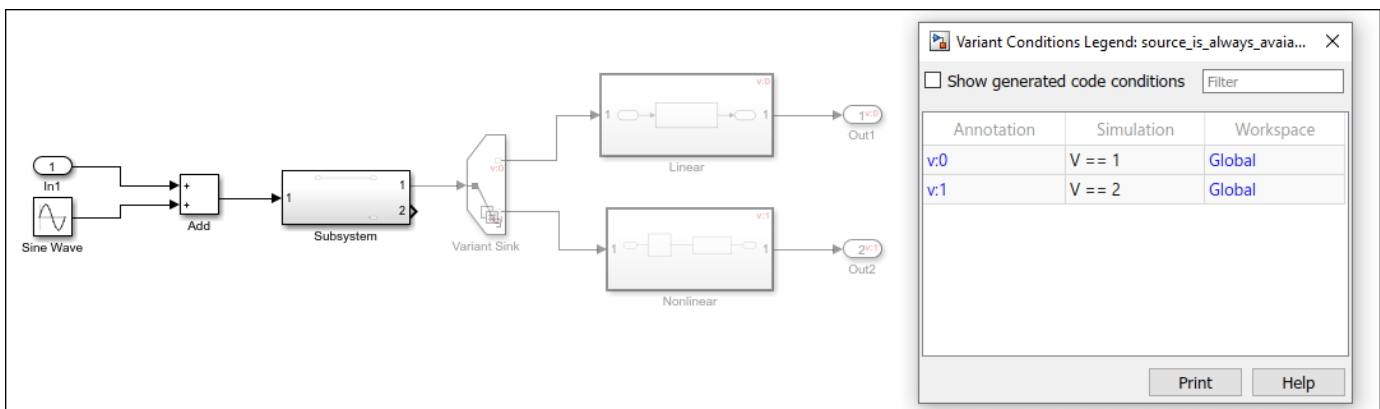 Variant Conditions Legend: source_is_always_avaia...
Show generated code conditions
Filter
Annotation Simulation Workspace
v:0 V == 1 Global
v:1 V == 2 Global
Print Help
1
In1
Sine Wave
+
+
Add
1
1
2
Subsystem
v:0
v:1
Variant Sink
v:0
1
1
Linear
1 v:0
Out1
v:1
1
1
Nonlinear
2 v:1
Out2